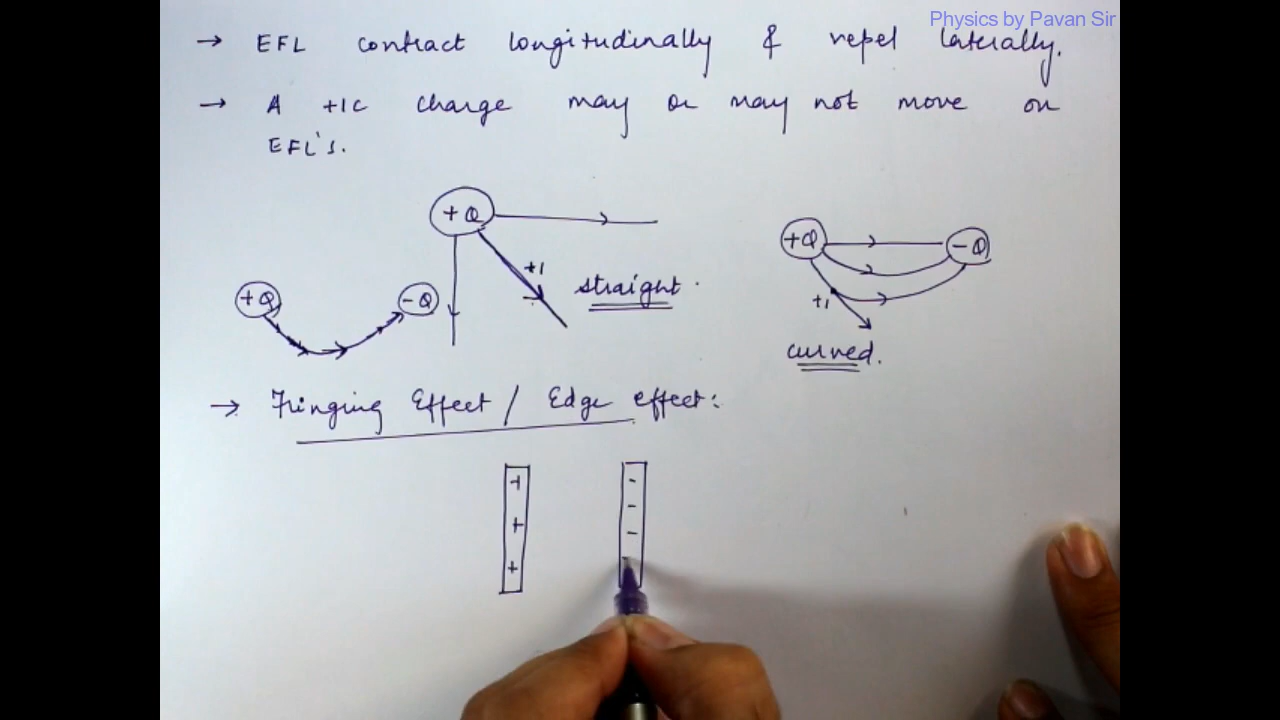 Physics by Pavan Sir
→ EFL contract longitudinally & repel laterally.
→ A +1C charge may or may not move on
EFL's.
+Q
+Q
-Q
+1
straight
+Q
-Q
+1
curved.
→ Fringing Effect / Edge effect:
+ -
-
+ -
+ -